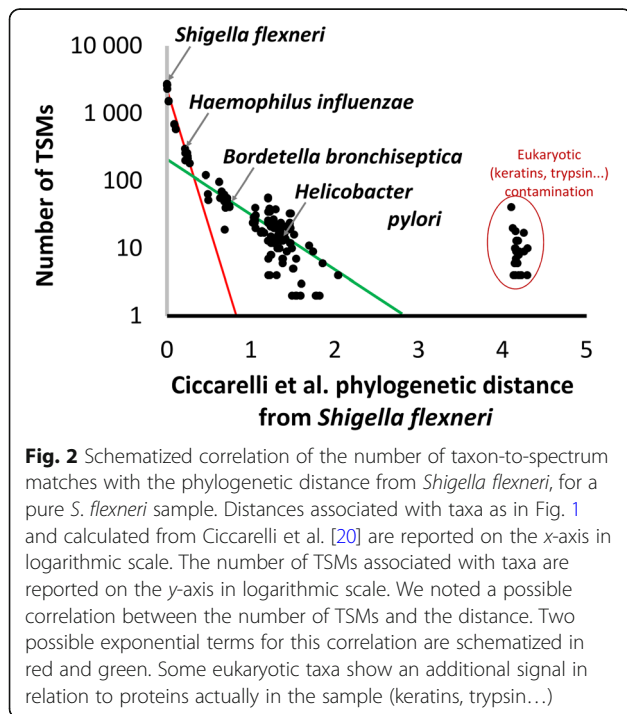 10 000
Shigella flexneri
1 000
Haemophilus influenzae
Bordetella bronchiseptica
Eukaryotic
(keratins, trypsin...)
contamination
100
Helicobacter
pylori
10
1
Number of TSMs
0 1 2 3 4 5
Ciccarelli et al. phylogenetic distance
from Shigella flexneri
Fig. 2 Schematized correlation of the number of taxon-to-spectrum
matches with the phylogenetic distance from Shigella flexneri, for a
pure S. flexneri sample. Distances associated with taxa as in Fig. 1
and calculated from Ciccarelli et al. [20] are reported on the x-axis in
logarithmic scale. The number of TSMs associated with taxa are
reported on the y-axis in logarithmic scale. We noted a possible
correlation between the number of TSMs and the distance. Two
possible exponential terms for this correlation are schematized in
red and green. Some eukaryotic taxa show an additional signal in
relation to proteins actually in the sample (keratins, trypsin…)